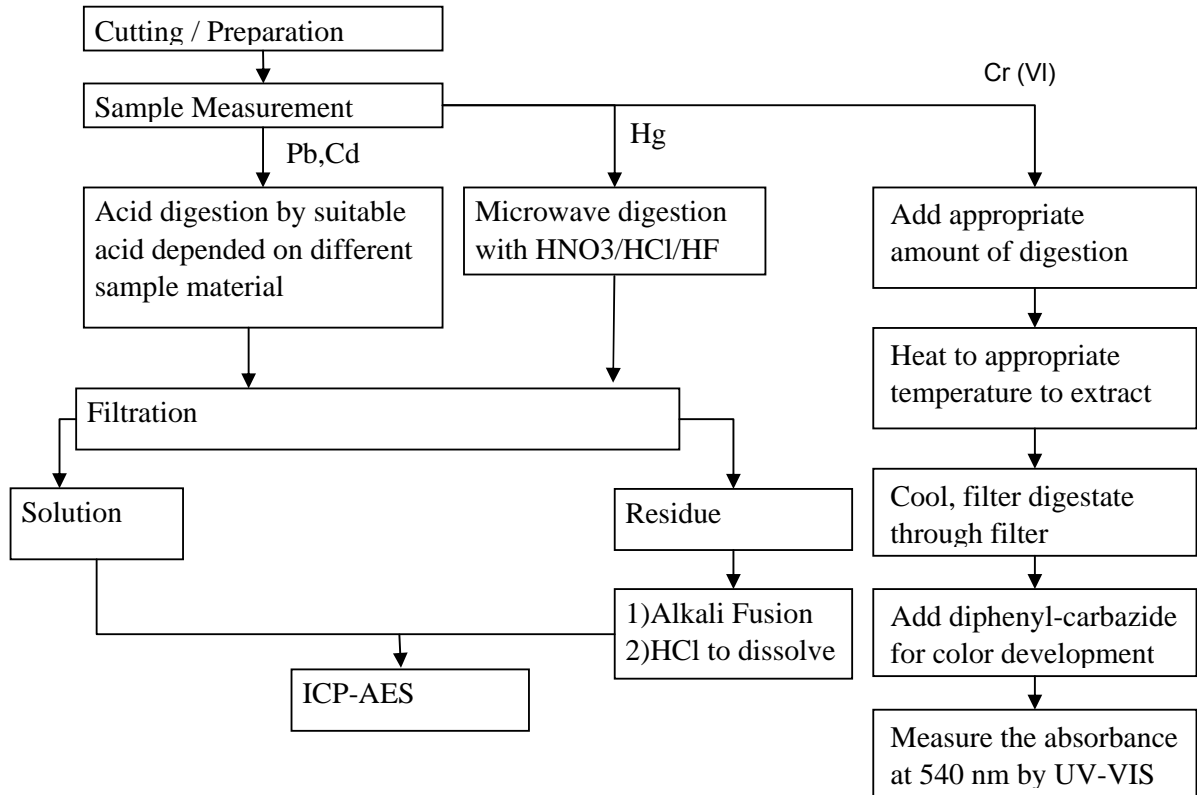 Cutting / Preparation
Sample Measurement
Cr (VI)
Pb,Cd
Hg
Acid digestion by suitable
acid depended on different
sample material
Microwave digestion
with HNO3/HCl/HF
Add appropriate
amount of digestion
Heat to appropriate
temperature to extract
Filtration
Solution
Residue
Cool, filter digestate
through filter
1)Alkali Fusion
2)HCl to dissolve
Add diphenyl-carbazide
for color development
ICP-AES
Measure the absorbance
at 540 nm by UV-VIS